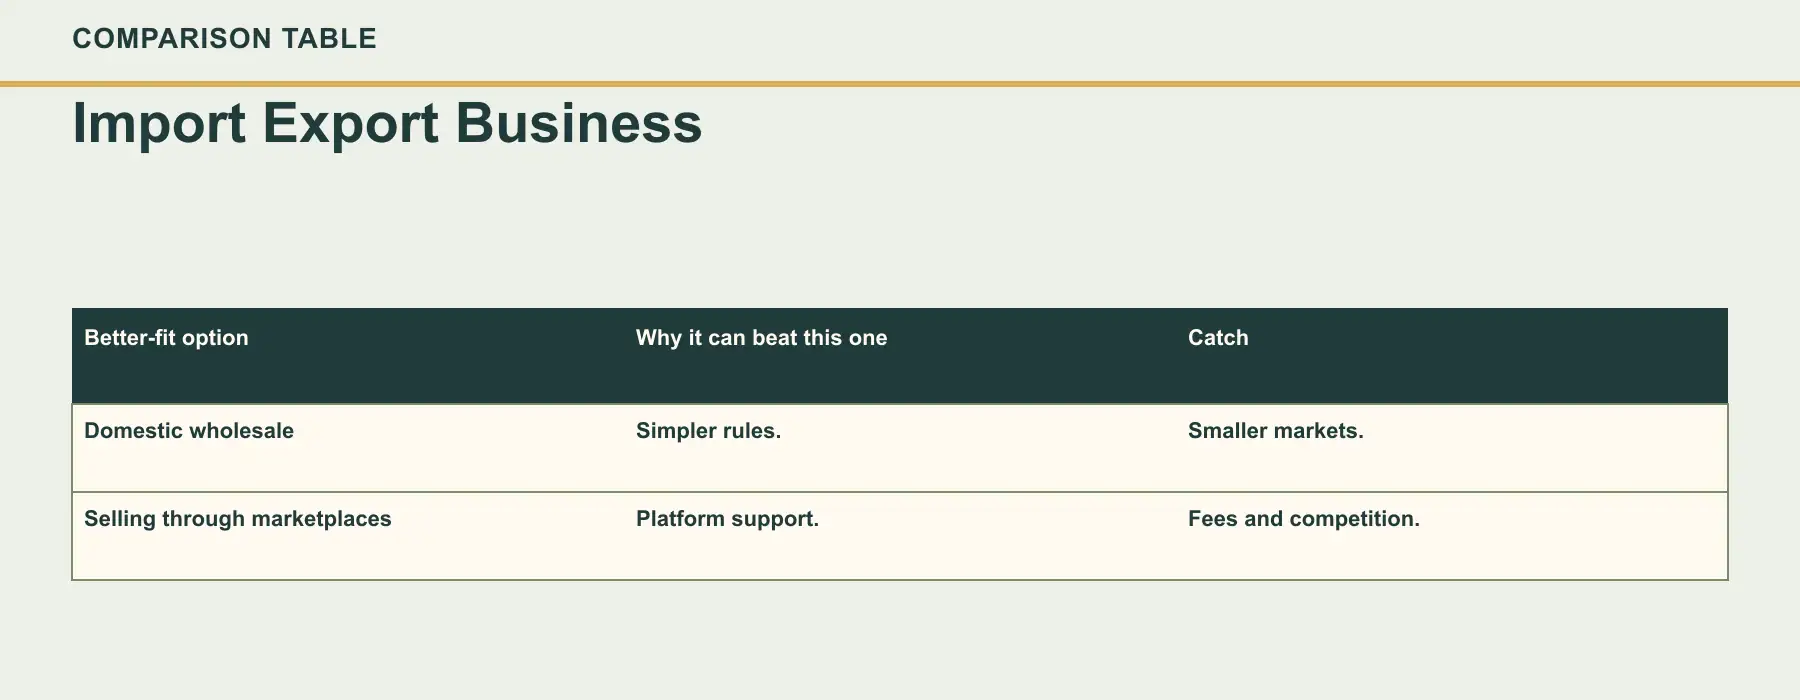 COMPARISON TABLE
Import Export Business
Better-fit option Why it can beat this one Catch
Domestic wholesale Simpler rules. Smaller markets.
Selling through marketplaces Platform support. Fees and competition.